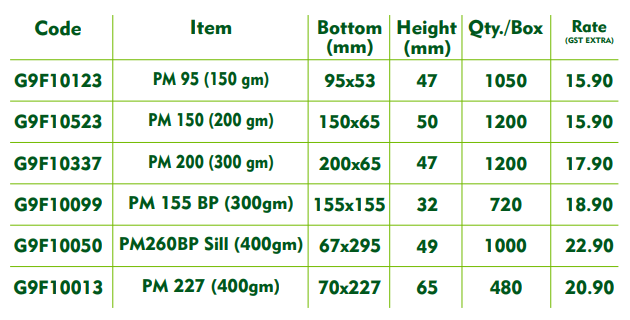 Code Item Bottom (mm) Height (mm) Qty./Box Rate (GST EXTRA)
G9F10123 PM 95 (150 gm) 95x53 47 1050 15.90
G9F10523 PM 150 (200 gm) 150x65 50 1200 15.90
G9F10337 PM 200 (300 gm) 200x65 47 1200 17.90
G9F10099 PM 155 BP (300gm) 155x155 32 720 18.90
G9F10050 PM260BP Sill (400gm) 67x295 49 1000 22.90
G9F10013 PM 227 (400gm) 70x227 65 480 20.90